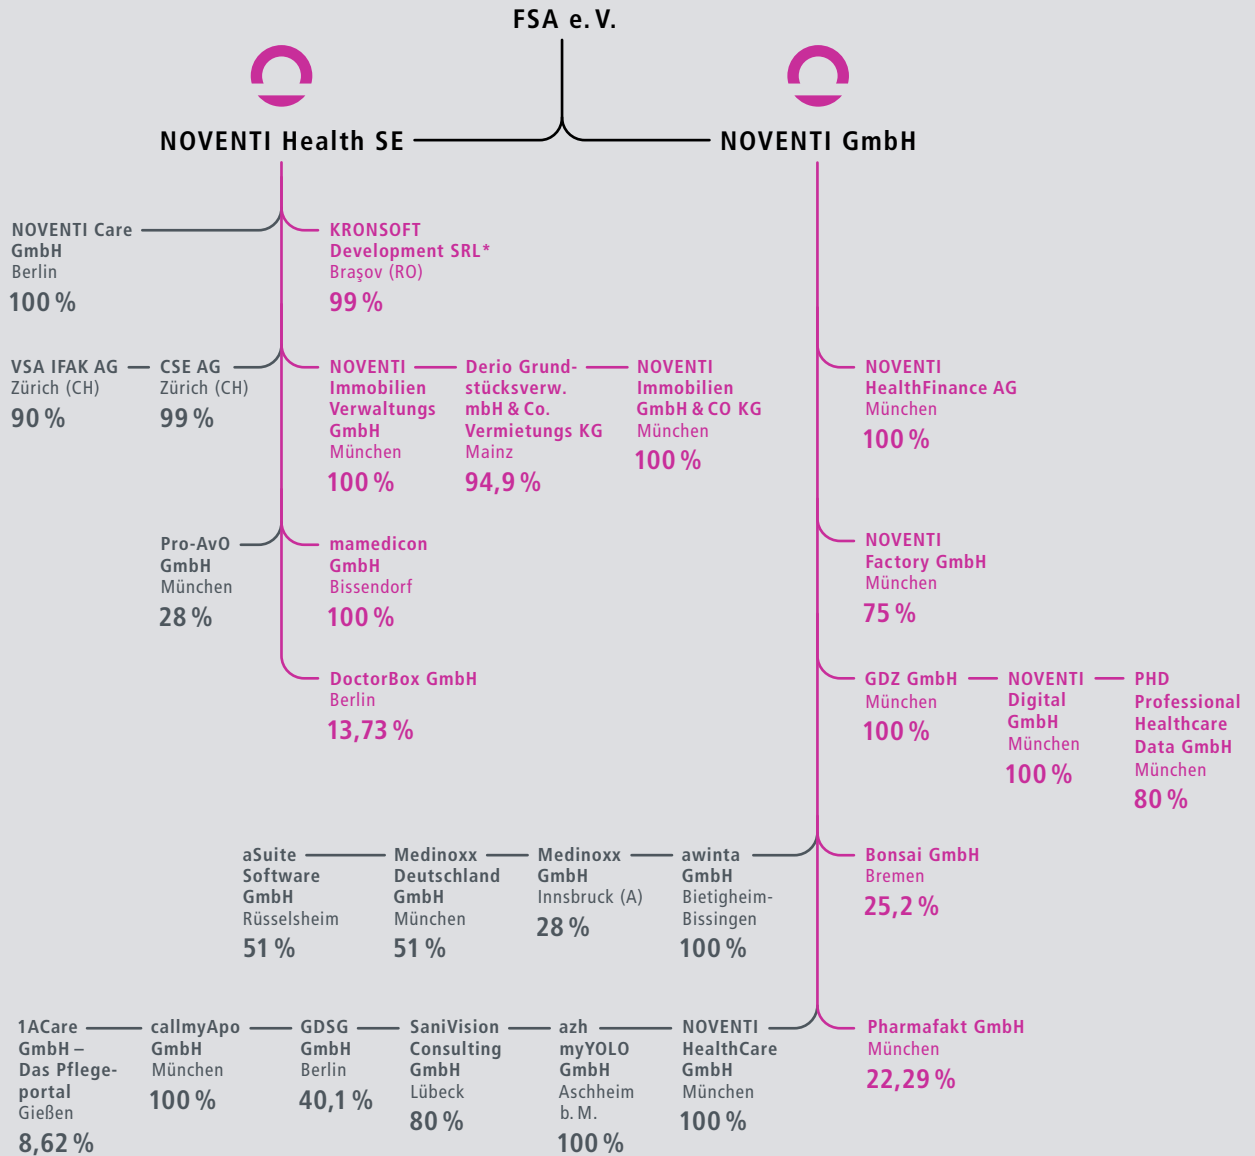 FSA e. V.
NOVENTI Health SE
NOVENTI GmbH
NOVENTI Care
GmbH
Berlin
100 %
KRONSOFT
Development SRL*
Braşov (RO)
99 %
VSA IFAK AG
Zürich (CH)
90 %
CSE AG
Zürich (CH)
99 %
NOVENTI
Immobilien
Verwaltungs
GmbH
München
100 %
Derio Grund-
stücksverw.
mbH & Co.
Vermietungs KG
Mainz
94,9 %
NOVENTI
Immobilien
GmbH & CO KG
München
100 %
NOVENTI
HealthFinance AG
München
100 %
Pro-AvO
GmbH
München
28 %
mamedicon
GmbH
Bissendorf
100 %
NOVENTI
Factory GmbH
München
75 %
DoctorBox GmbH
Berlin
13,73 %
GDZ GmbH
München
100 %
NOVENTI
Digital
GmbH
München
100 %
PHD
Professional
Healthcare
Data GmbH
München
80 %
aSuite
Software
GmbH
Rüsselsheim
51 %
Medinoxx
Deutschland
GmbH
München
51 %
Medinoxx
GmbH
Innsbruck (A)
28 %
awinta
GmbH
Bietigheim-
Bissingen
100 %
Bonsai GmbH
Bremen
25,2 %
1ACare
GmbH –
Das Pflege-
portal
Gießen
8,62 %
callmyApo
GmbH
München
100 %
GDSG
GmbH
Berlin
40,1 %
SaniVision
Consulting
GmbH
Lübeck
80 %
azh
myYOLO
GmbH
Aschheim
b. M.
100 %
NOVENTI
HealthCare
GmbH
München
100 %
Pharmafakt GmbH
München
22,29 %